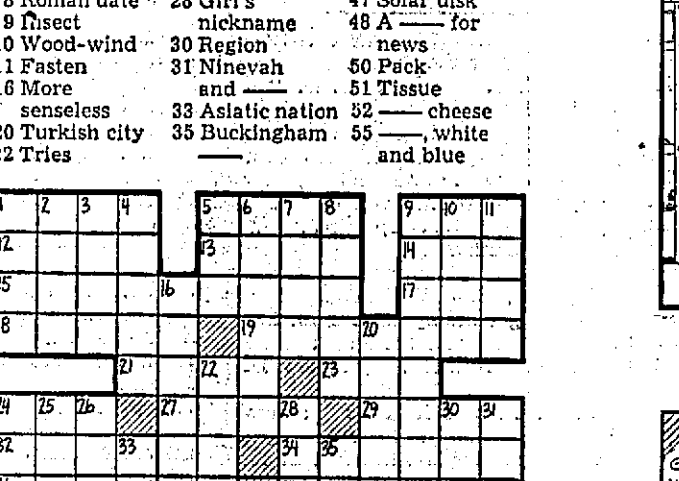 8 Roman date
9 Insect
10 Wood-wind
11 Fasten
16 More
senseless
20 Turkish city
22 Tries
28 Girl's
nickname
30 Region
31 Ninevah
and ——
33 Asiatic nation
35 Buckingham
——
47 Solar disk
48 A —— for
news
50 Pack
51 Tissue
52 —— cheese
55 ——, white
and blue
1 2 3 4 5 6 7 8 9 10 11
12 13 14
15 16 17
18 19 20
21 22 23
24 25 26 27 28 29 30 31
32 33 34 35